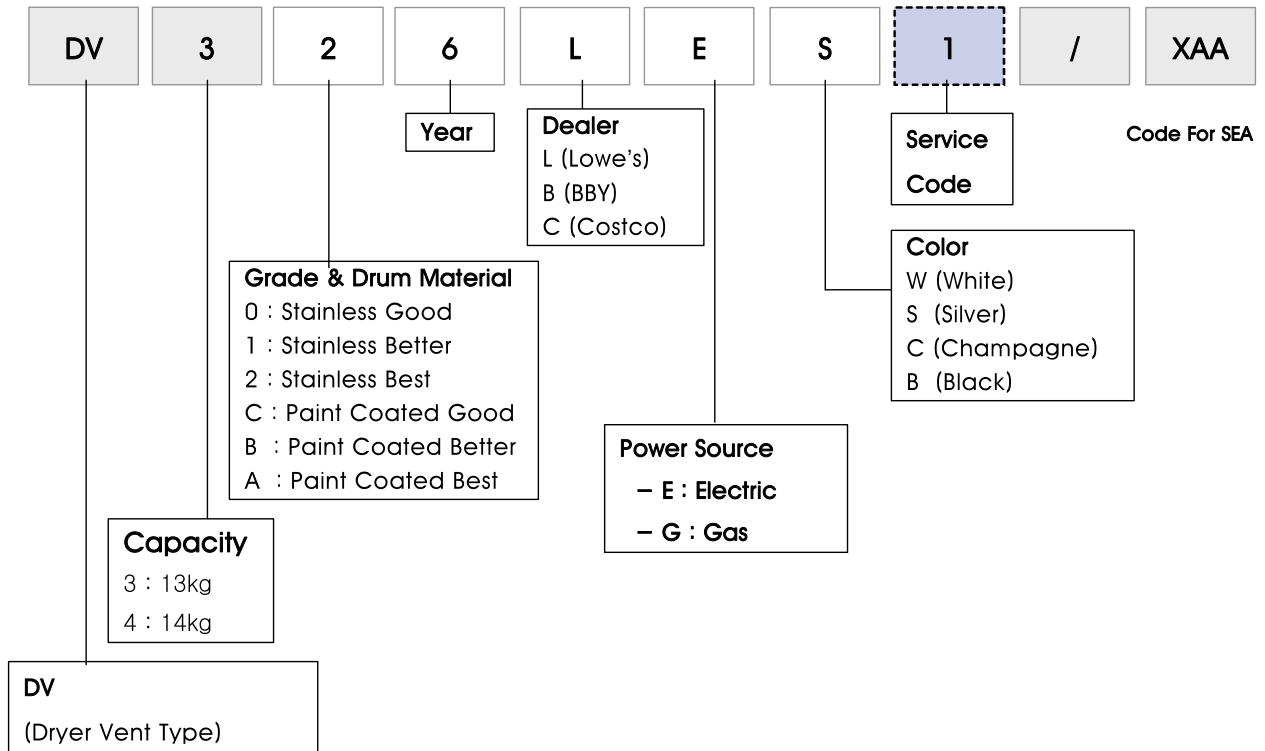 DV 3 2 6 L E S 1 / XAA
Year
Dealer
L (Lowe's)
B (BBY)
C (Costco)
Service
Code
Code For SEA
Color
W (White)
S (Silver)
C (Champagne)
B (Black)
Grade & Drum Material
0 : Stainless Good
1 : Stainless Better
2 : Stainless Best
C : Paint Coated Good
B : Paint Coated Better
A : Paint Coated Best
Power Source
– E : Electric
– G : Gas
Capacity
3 : 13kg
4 : 14kg
DV
(Dryer Vent Type)